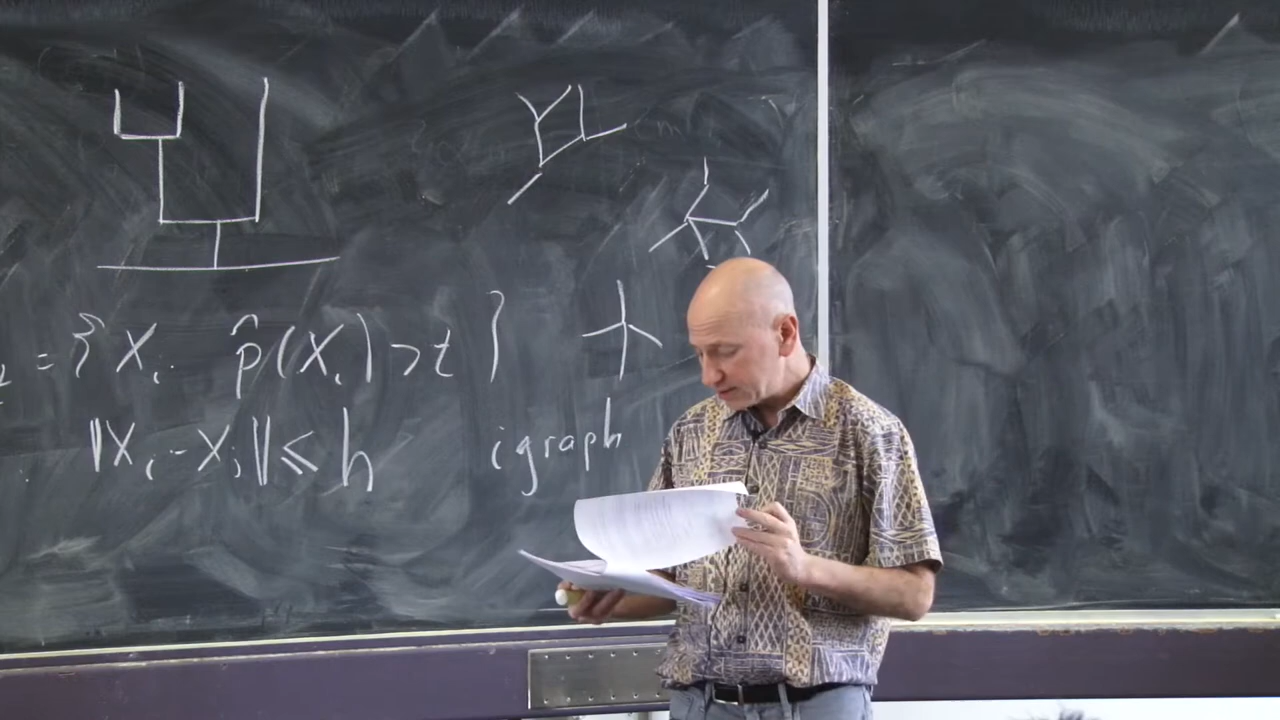 = { X_i : p̂(X_i) > t }
‖X_i - X_j‖ ≤ h
igraph